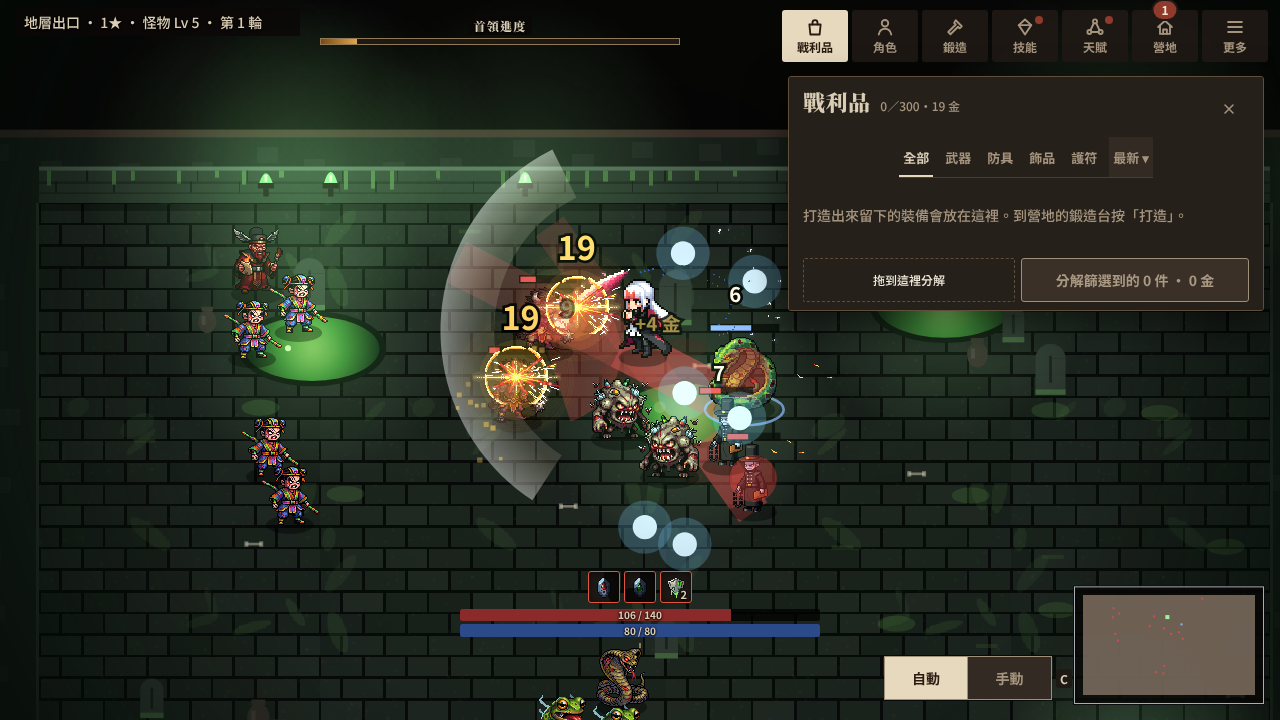 地層出口 · 1★ · 怪物 Lv 5 · 第 1 輪
首領進度
戰利品
角色
鍛造
技能
天賦
1
營地
更多
戰利品 0／300・19 金
×
全部 武器 防具 飾品 護符 最新 ▾
打造出來留下的裝備會放在這裡。到營地的鍛造台按「打造」。
拖到這裡分解
分解篩選到的 0 件 · 0 金
19
19
9
+4 金
6
7
2
106 / 140
80 / 80
自動 手動 C